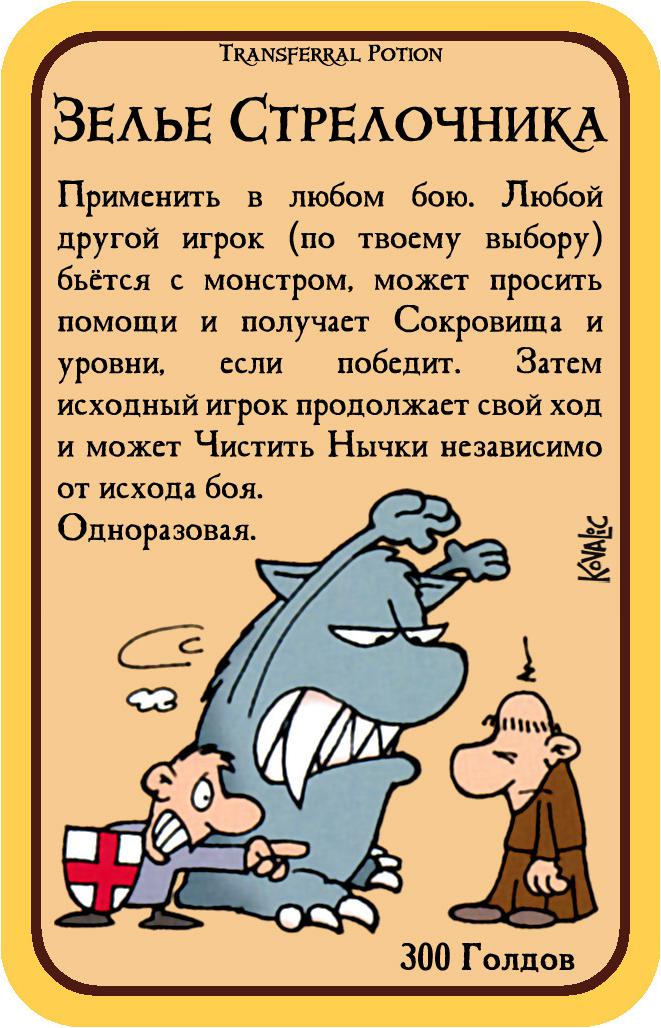 Transferral Potion
Зелье Стрелочника
Применить в любом бою. Любой
другой игрок (по твоему выбору)
бьётся с монстром, может просить
помощи и получает Сокровища и
уровни, если победит. Затем
исходный игрок продолжает свой ход
и может Чистить Нычки независимо
от исхода боя.
Одноразовая.
Kovalic
300 Голдов